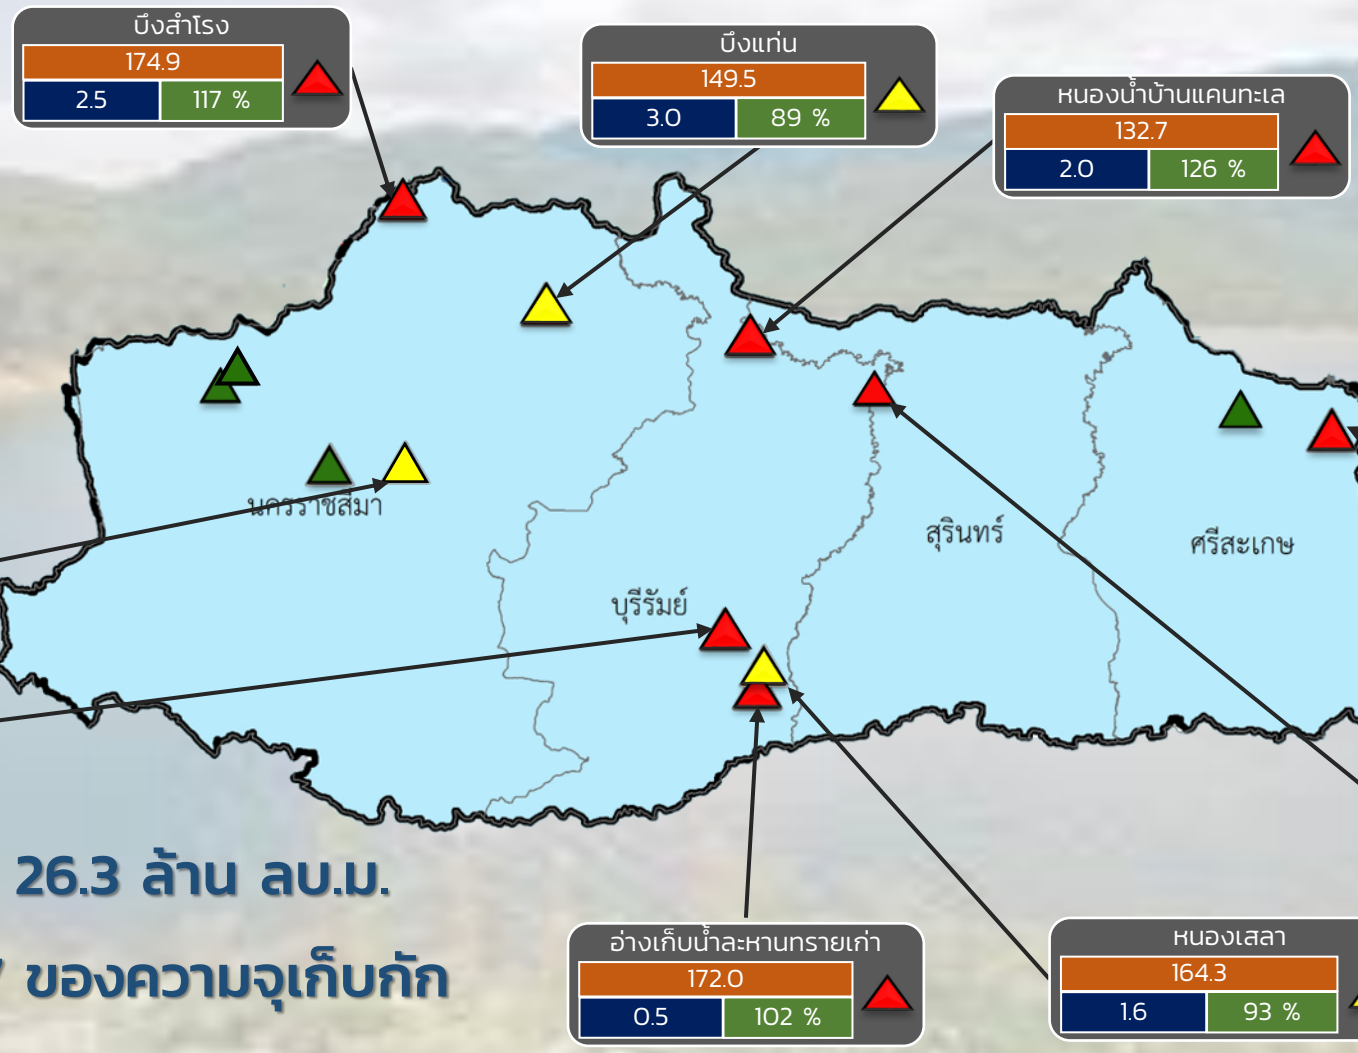 บึงสำโรง
174.9
2.5 117 %
บึงแท่น
149.5
3.0 89 %
หนองน้ำบ้านแคนทะเล
132.7
2.0 126 %
นครราชสีมา
บุรีรัมย์
สุรินทร์
ศรีสะเกษ
26.3 ล้าน ลบ.ม.
ของความจุเก็บกัก
อ่างเก็บน้ำละหานทรายเก่า
172.0
0.5 102 %
หนองเสลา
164.3
1.6 93 %